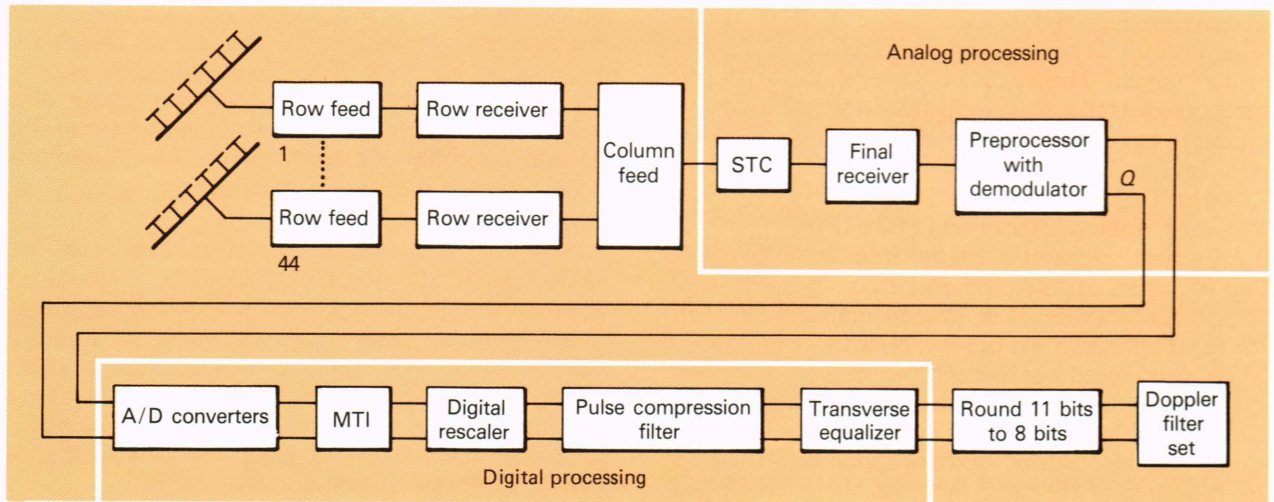 Analog processing
Row feed
Row receiver
1
Column
feed
STC
Final
receiver
Preprocessor
with
demodulator
Q
Row feed
Row receiver
44
A/D converters
MTI
Digital
rescaler
Pulse compression
filter
Transverse
equalizer
Round 11 bits
to 8 bits
Doppler
filter
set
Digital processing